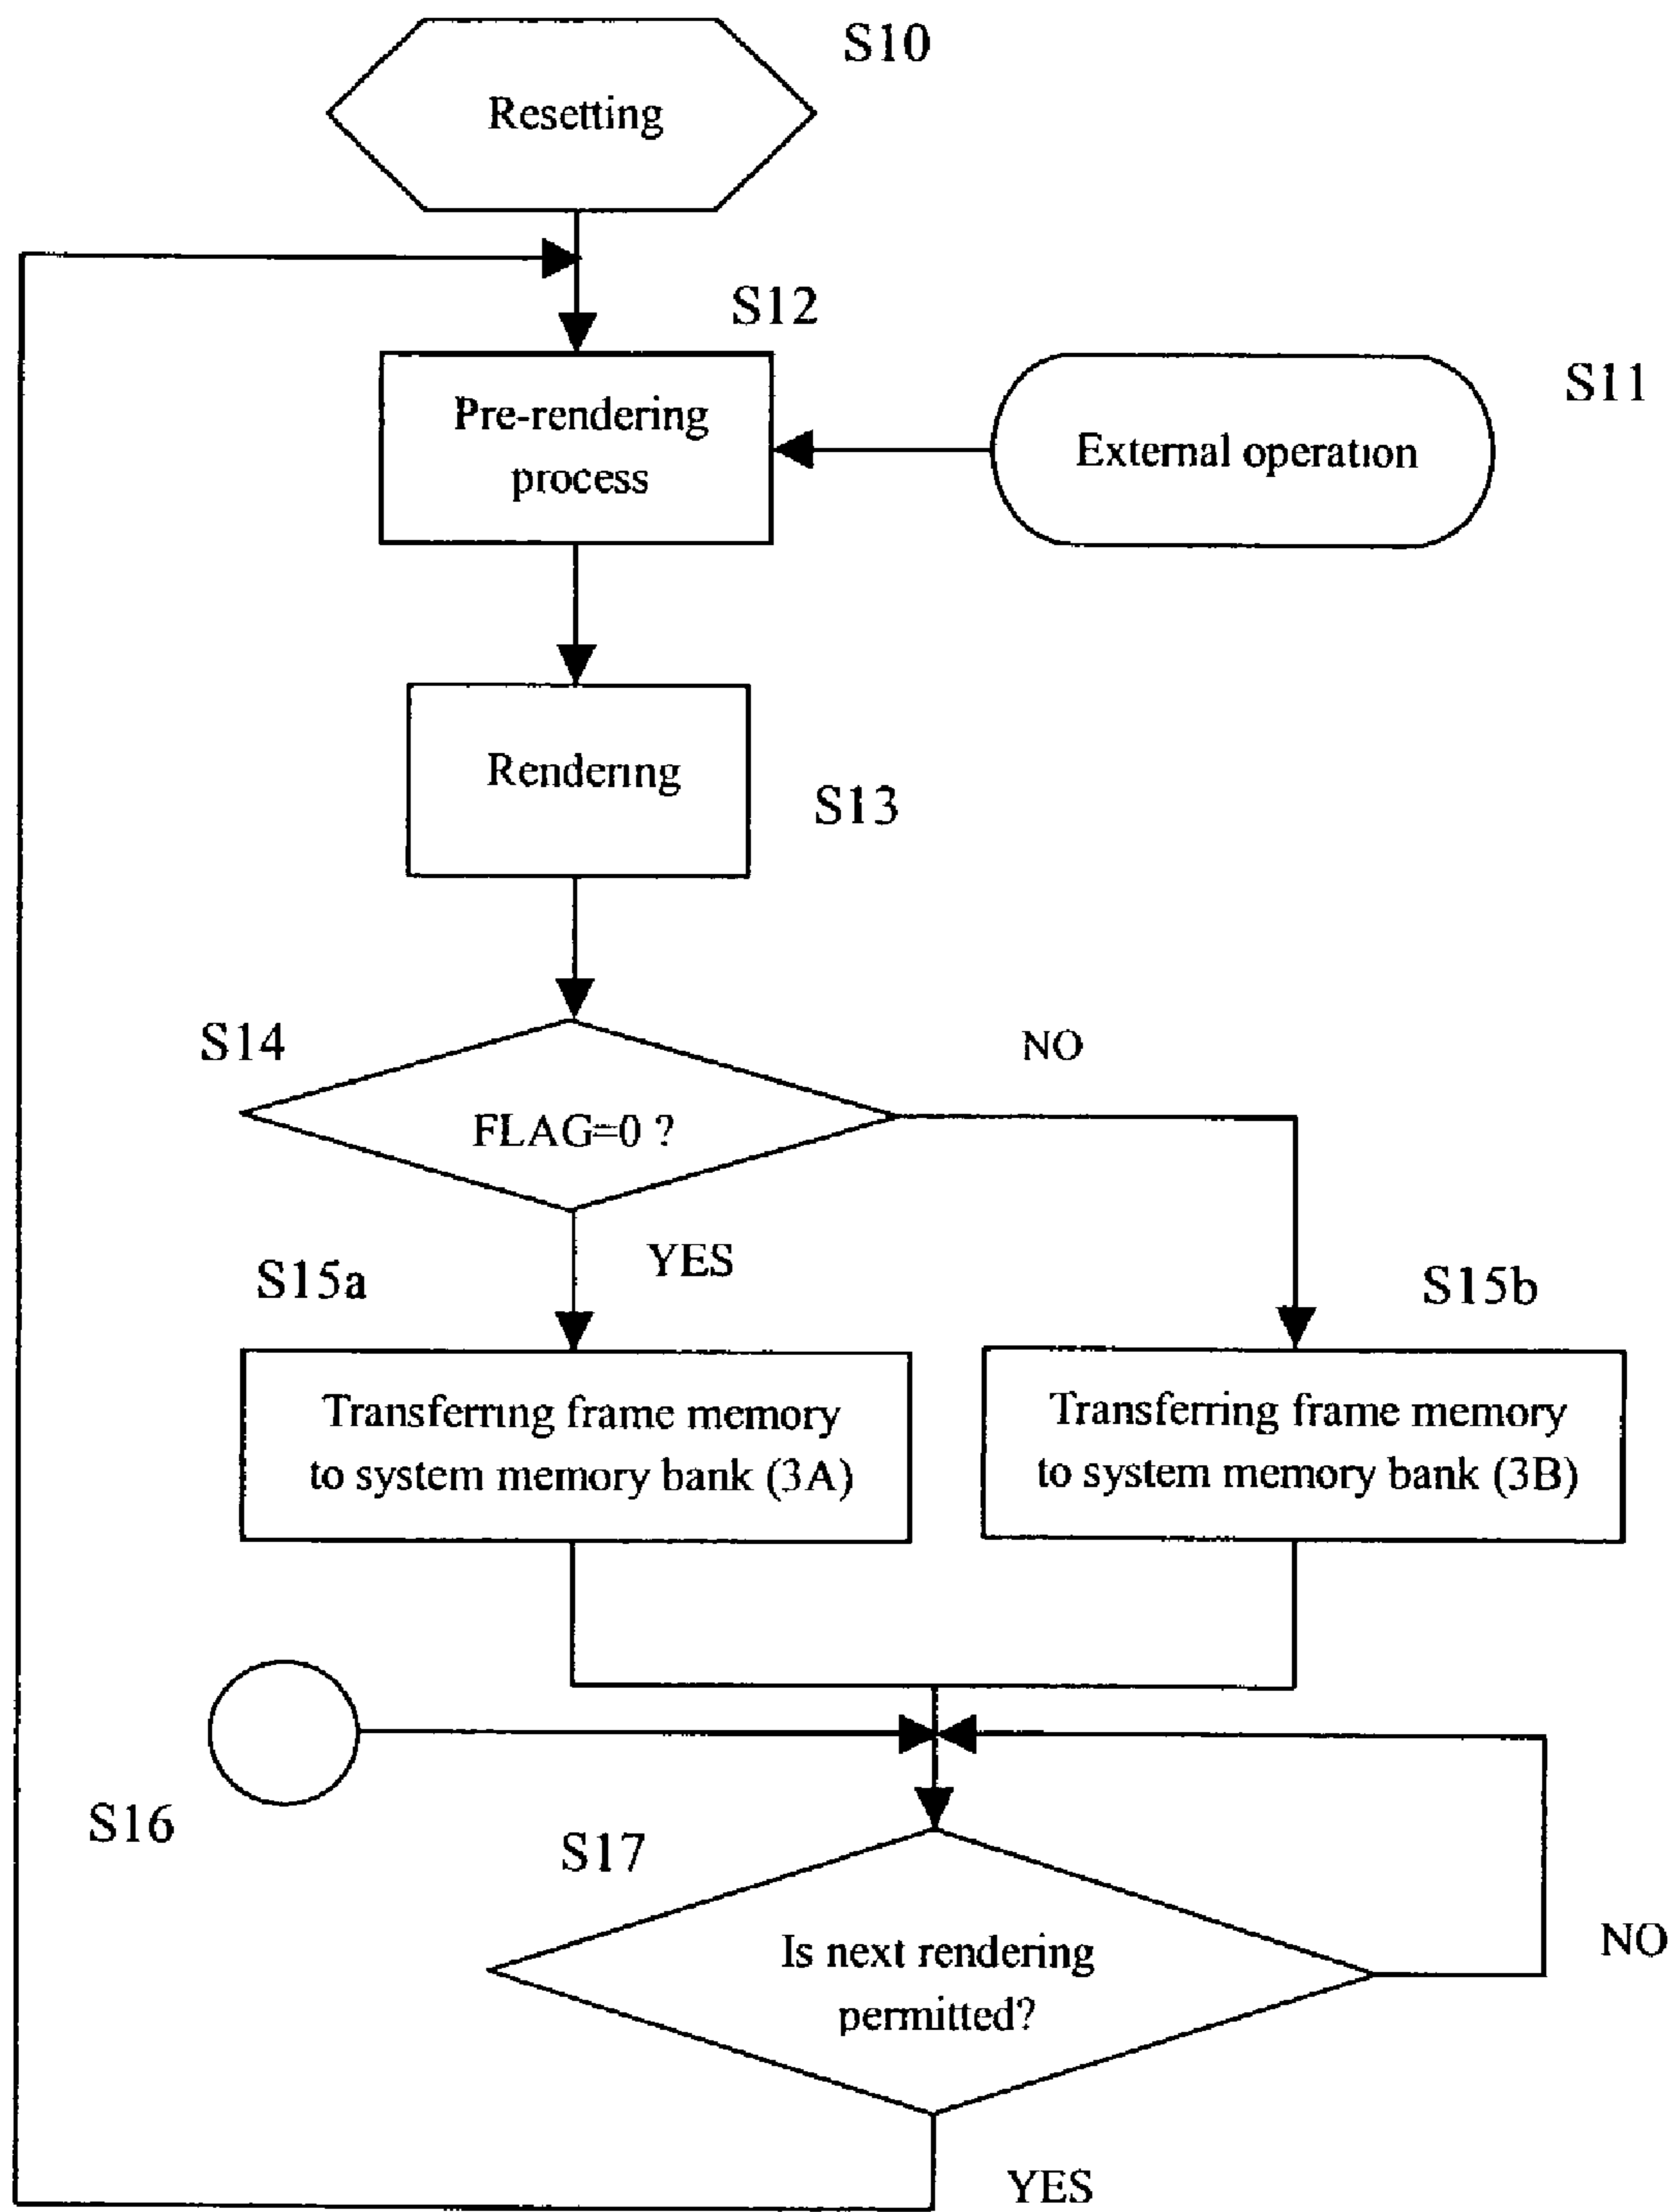 S10
Resetting
S12
Pre-rendering
process
S11
External operation
Rendering
S13
S14
NO
FLAG=0 ?
YES
S15a
S15b
Transferring frame memory
to system memory bank (3A)
Transferring frame memory
to system memory bank (3B)
S16
S17
NO
Is next rendering
permitted?
YES